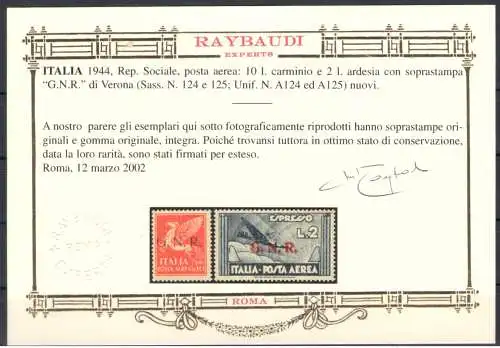 RAYBAUDI
EXPERTS
ITALIA 1944, Rep. Sociale, posta aerea: 10 l. carminio e 2 l. ardesia con soprastampa
“G.N.R.” di Verona (Sass. N. 124 e 125; Unif. N. A124 ed A125) nuovi.
A nostro parere gli esemplari qui sotto fotograficamente riprodotti hanno soprastampe ori-
ginali e gomma originale, integra. Poiché trovansi tuttora in ottimo stato di conservazione,
data la loro rarità, sono stati firmati per esteso.
Roma, 12 marzo 2002
ESPRESSO
L.2
G.N.R.
G.N.R.
ITALIA·POSTA AEREA
ROMA